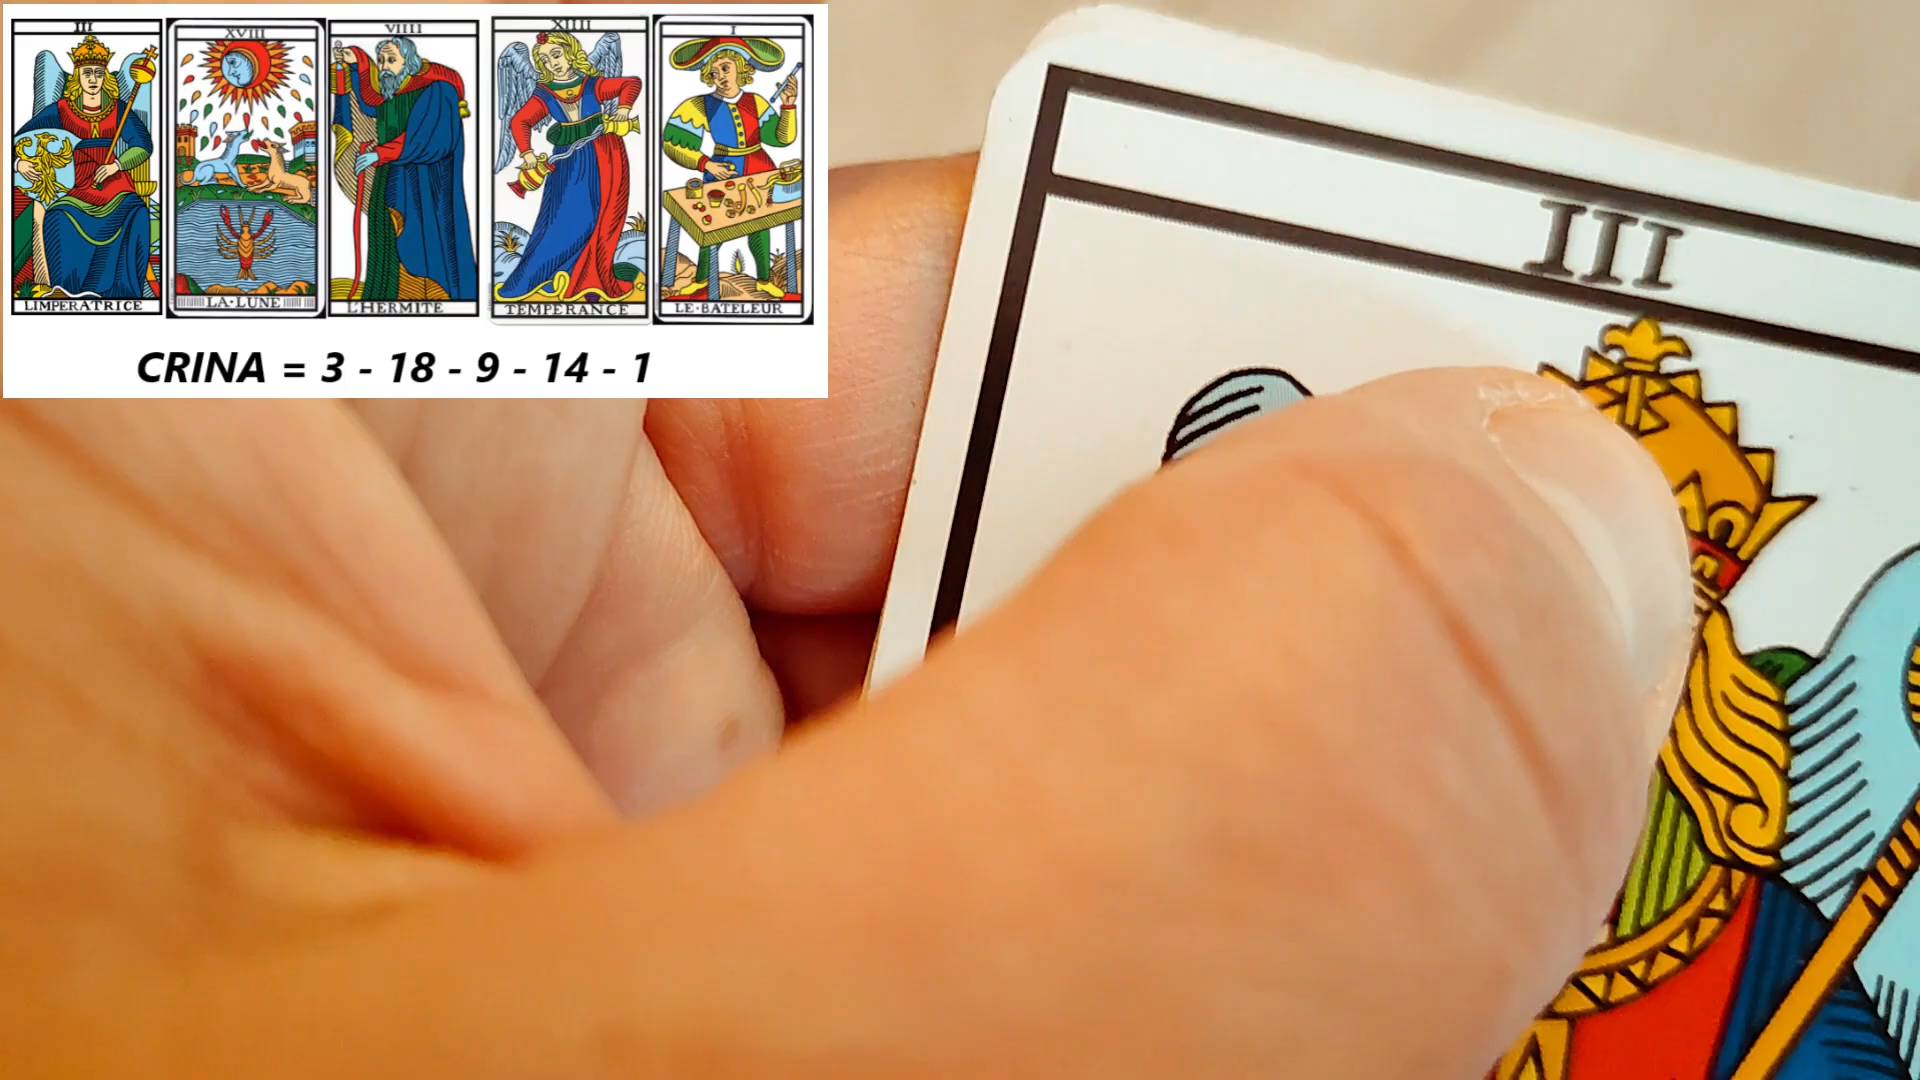 III XVIII VIIII XIIII I
LIMPERATRICE LA·LUNE L'HERMITE TEMPERANCE LE·BATELEUR
CRINA = 3 - 18 - 9 - 14 - 1
III